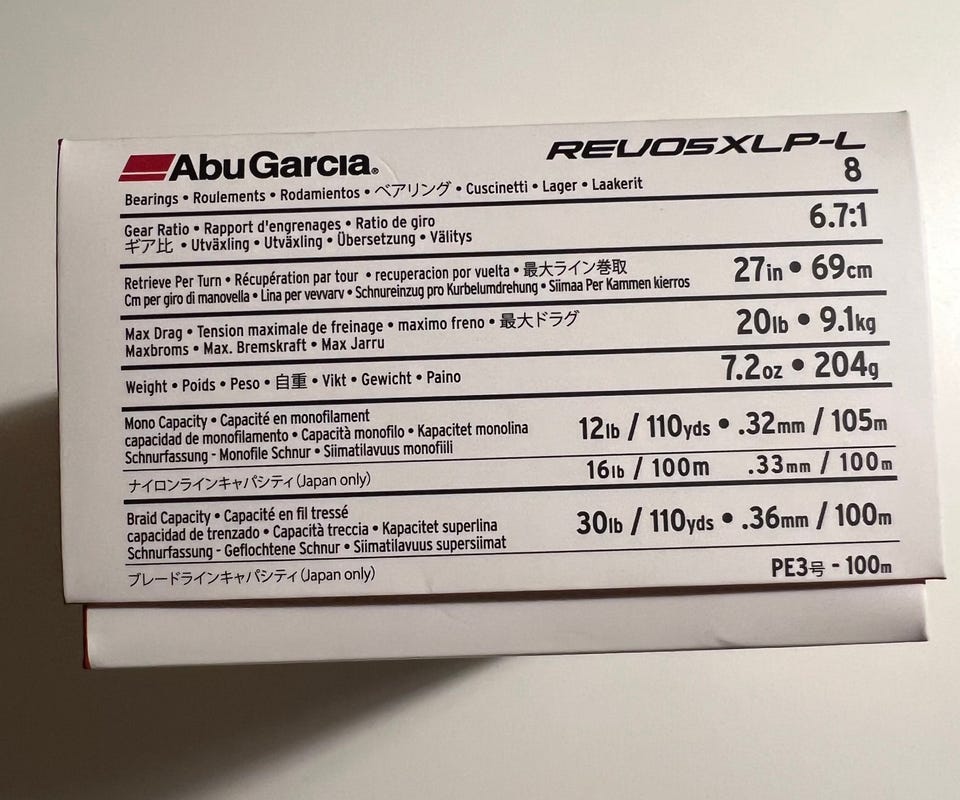 AbuGarcia®
REVO5XLP-L
8
Bearings • Roulements • Rodamientos • ベアリング • Cuscinetti • Lager • Laakerit
Gear Ratio • Rapport d'engrenages • Ratio de giro
ギア比 • Utväxling • Utväxling • Übersetzung • Välitys
6.7:1
Retrieve Per Turn • Récupération par tour • recuperacion por vuelta • 最大ライン巻取
Cm per giro di manovella • Lina per vevvarv • Schnureinzug pro Kurbelumdrehung • Siimaa Per Kammen kierros
27in • 69cm
Max Drag • Tension maximale de freinage • maximo freno • 最大ドラグ
Maxbroms • Max. Bremskraft • Max Jarru
20lb • 9.1kg
Weight • Poids • Peso • 自重 • Vikt • Gewicht • Paino
7.2oz • 204g
Mono Capacity • Capacité en monofilament
capacidad de monofilamento • Capacità monofilo • Kapacitet monolina
Schnurfassung - Monofile Schnur • Siimatilavuus monofiili
12lb / 110yds • .32mm / 105m
ナイロンラインキャパシティ(Japan only)
16lb / 100m .33mm / 100m
Braid Capacity • Capacité en fil tressé
capacidad de trenzado • Capacità treccia • Kapacitet superlina
Schnurfassung - Geflochtene Schnur • Siimatilavuus supersiimat
30lb / 110yds • .36mm / 100m
ブレードラインキャパシティ(Japan only)
PE3号 - 100m